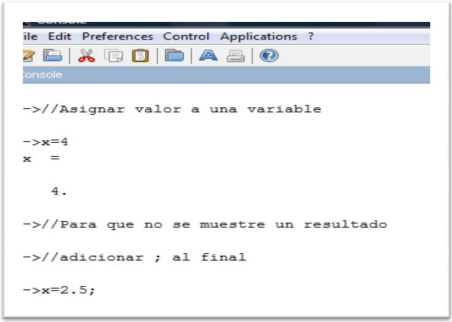 ile Edit Preferences Control Applications ?
onsole
->//Asignar valor a una variable
->x=4
x =
4.
->//Para que no se muestre un resultado
->//adicionar ; al final
->x=2.5;